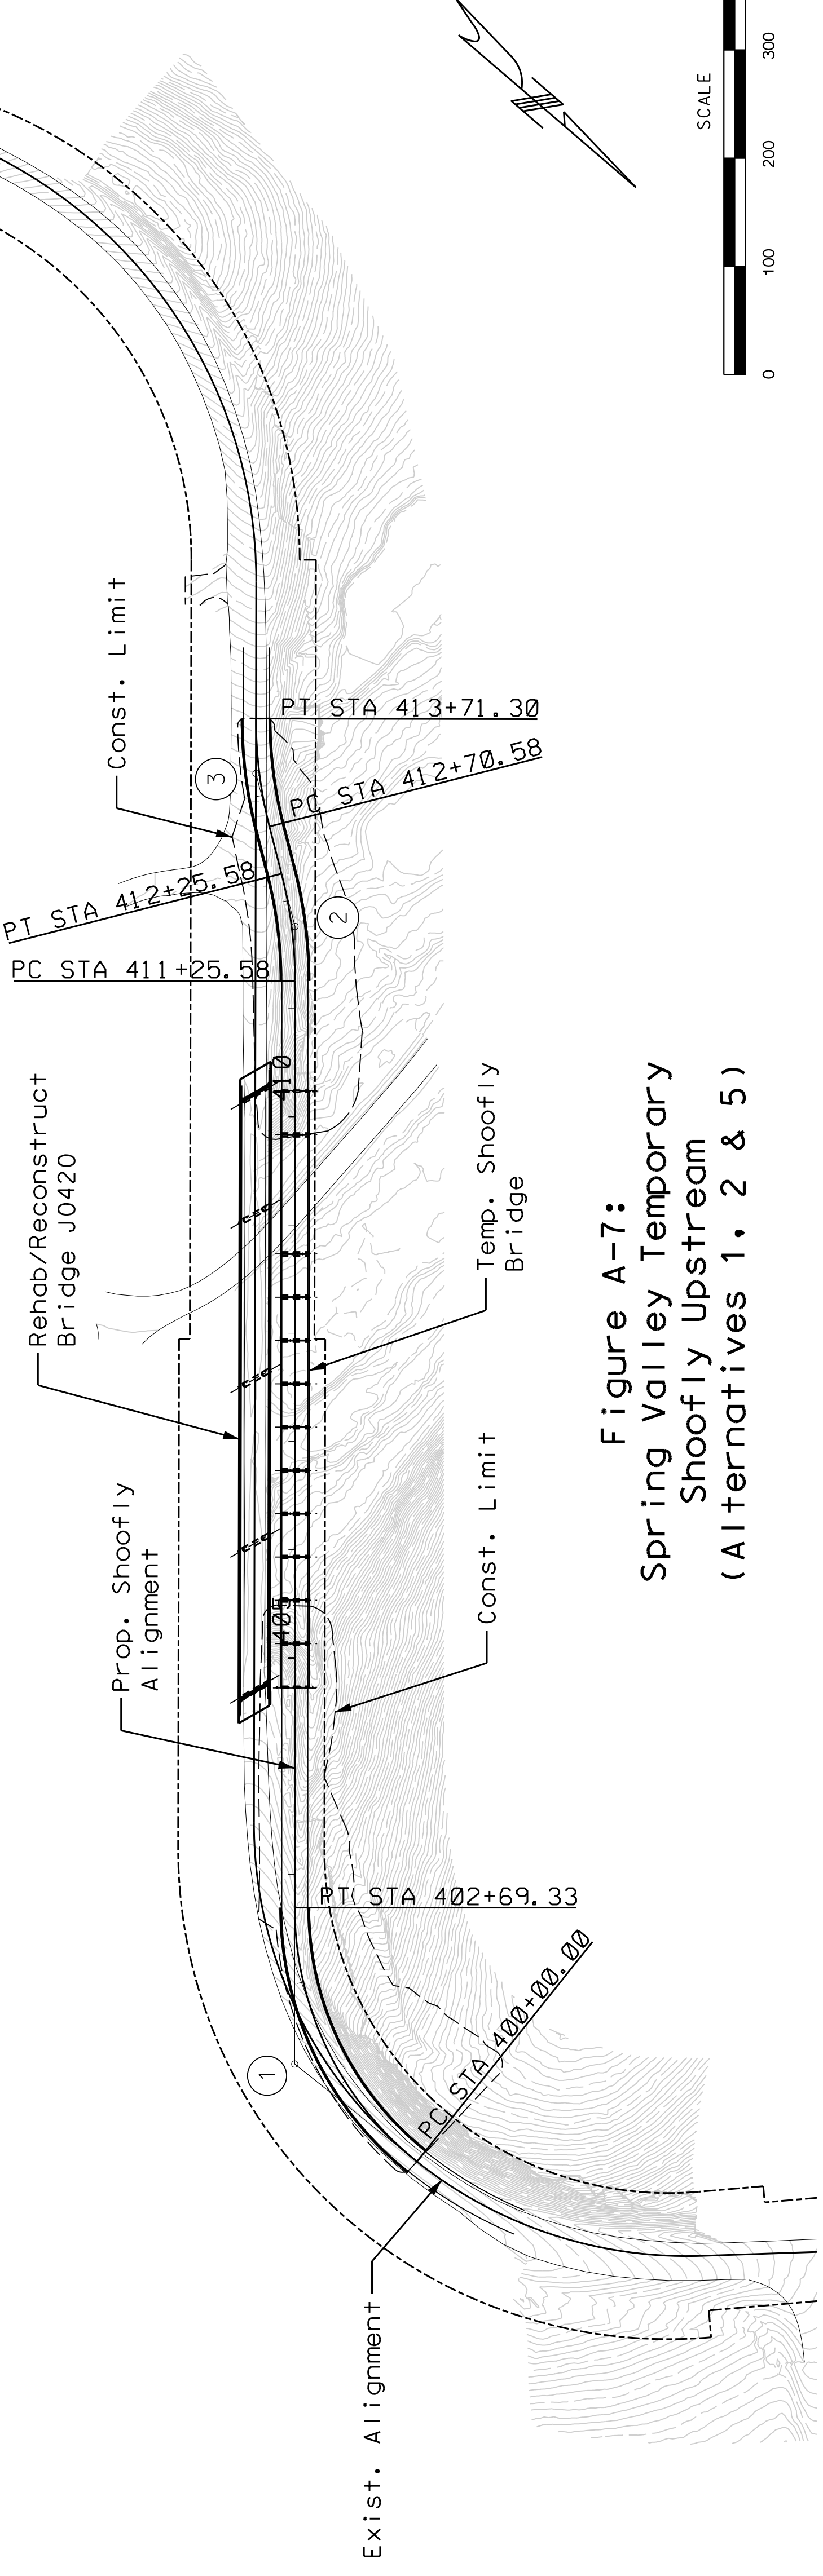 Exist. Alignment
1
PC STA 400+00.00
PT STA 402+69.33
Prop. Shoofly
Alignment
Const. Limit
405
Rehab/Reconstruct
Bridge J0420
Temp. Shoofly
Bridge
410
PC STA 411+25.58
PT STA 412+25.58
2
PC STA 412+70.58
3
PT STA 413+71.30
Const. Limit
Figure A-7:
Spring Valley Temporary
Shoofly Upstream
(Alternatives 1, 2 & 5)
SCALE
0 100 200 300